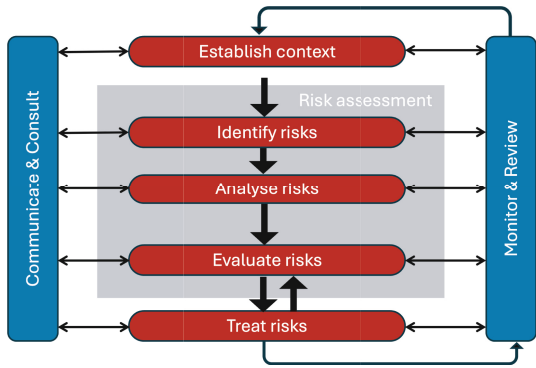 Establish context
Risk assessment
Identify risks
Analyse risks
Evaluate risks
Treat risks
Communicate & Consult
Monitor & Review